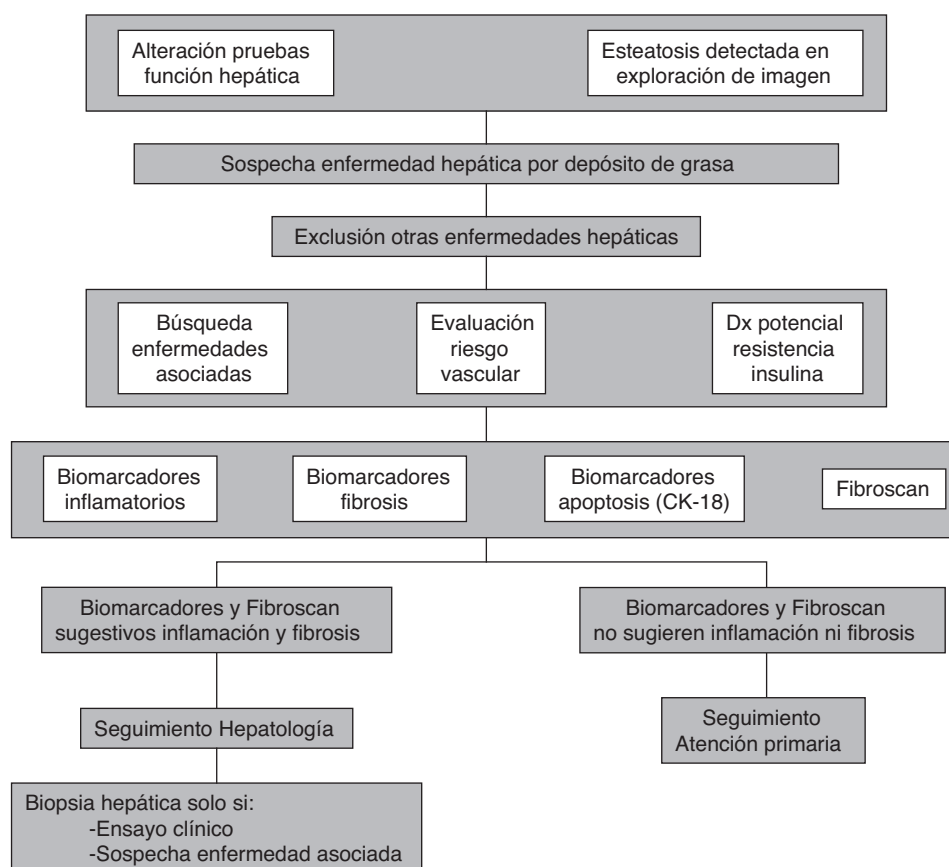 Alteración pruebas
función hepática
Esteatosis detectada en
exploración de imagen
Sospecha enfermedad hepática por depósito de grasa
Exclusión otras enfermedades hepáticas
Búsqueda
enfermedades
asociadas
Evaluación
riesgo
vascular
Dx potencial
resistencia
insulina
Biomarcadores
inflamatorios
Biomarcadores
fibrosis
Biomarcadores
apoptosis (CK-18)
Fibroscan
Biomarcadores y Fibroscan
sugestivos inflamación y fibrosis
Biomarcadores y Fibroscan
no sugieren inflamación ni fibrosis
Seguimiento Hepatología
Seguimiento
Atención primaria
Biopsia hepática solo si:
-Ensayo clínico
-Sospecha enfermedad asociada